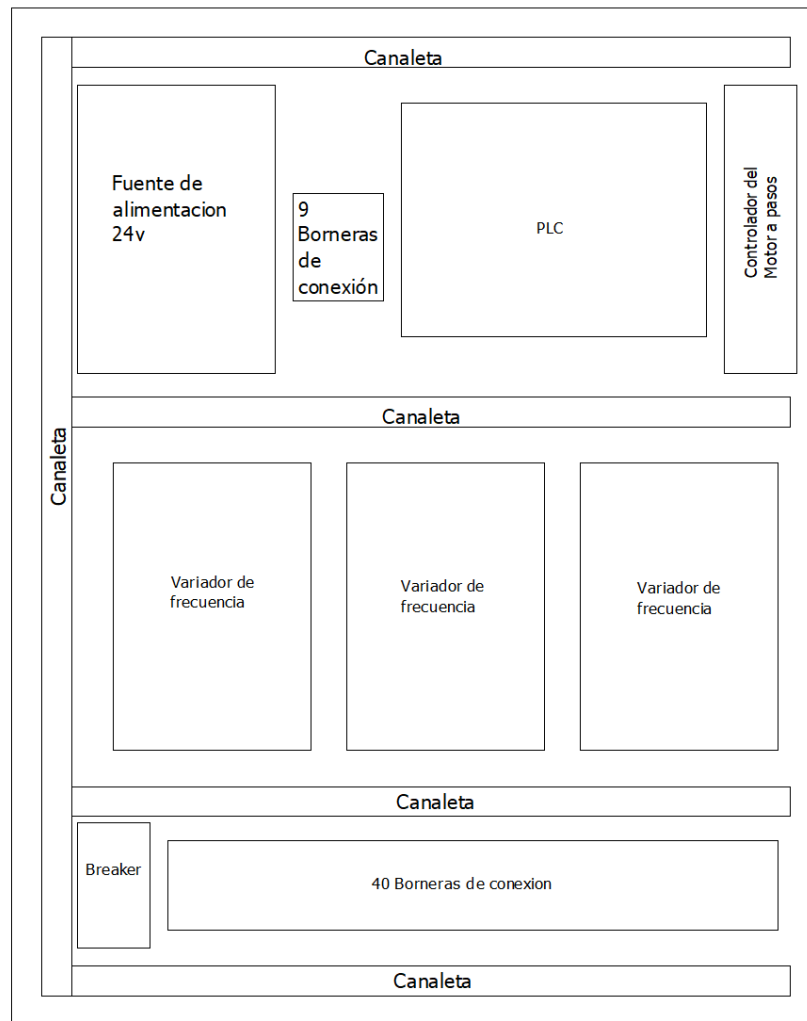 Canaleta
Fuente de
alimentacion
24v
9
Borneras
de
conexión
PLC
Controlador del
Motor a pasos
Canaleta
Canaleta
Variador de
frecuencia
Variador de
frecuencia
Variador de
frecuencia
Canaleta
Breaker
40 Borneras de conexion
Canaleta